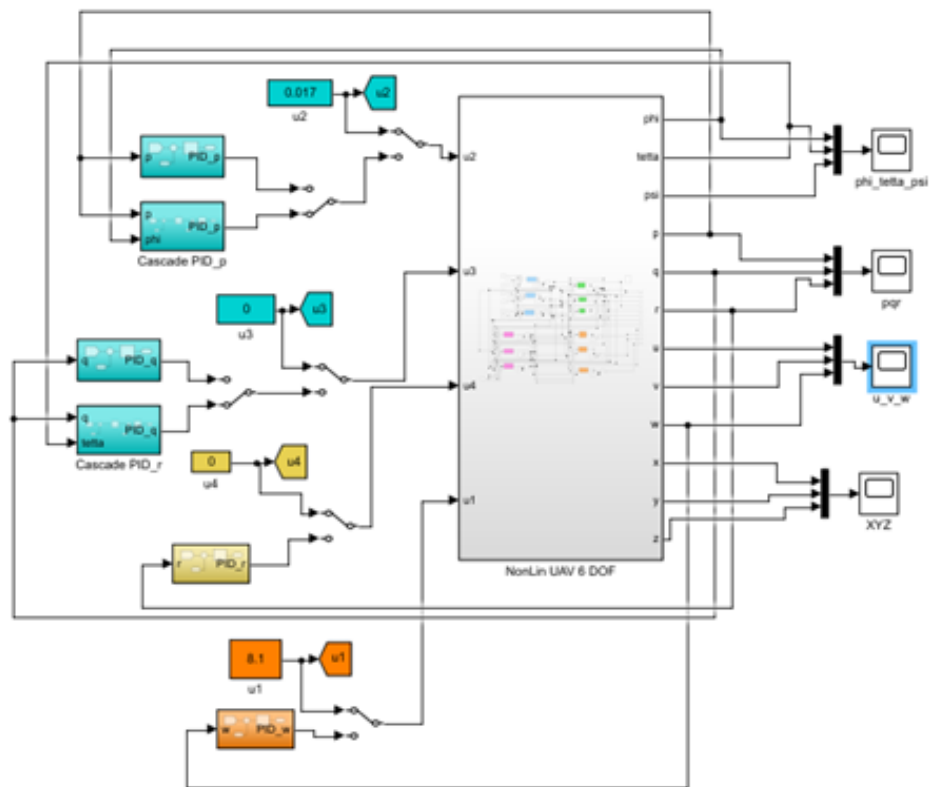 0.017
u2
u2
p
PID_p
p
phi
PID_p
Cascade PID_p
0
u3
u3
q
PID_q
q
tetta
PID_q
Cascade PID_r
0
u4
u4
r
PID_r
8.1
u1
u1
w
PID_w
u2
u3
u4
u1
phi
tetta
psi
p
q
r
u
v
w
x
y
z
NonLin UAV 6 DOF
phi_tetta_psi
pqr
u_v_w
XYZ